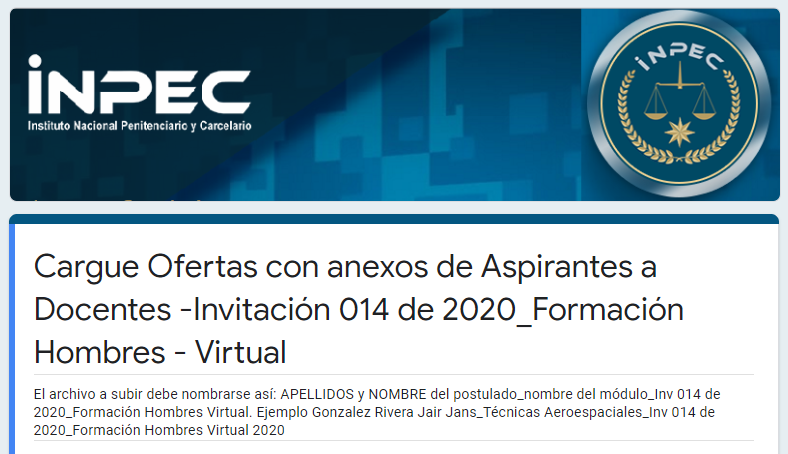 iNPEC
Instituto Nacional Penitenciario y Carcelario
iNPEC
Cargue Ofertas con anexos de Aspirantes a
Docentes -Invitación 014 de 2020_Formación
Hombres - Virtual
El archivo a subir debe nombrarse así: APELLIDOS y NOMBRE del postulado_nombre del módulo_Inv 014 de
2020_Formación Hombres Virtual. Ejemplo Gonzalez Rivera Jair Jans_Técnicas Aeroespaciales_Inv 014 de
2020_Formación Hombres Virtual 2020